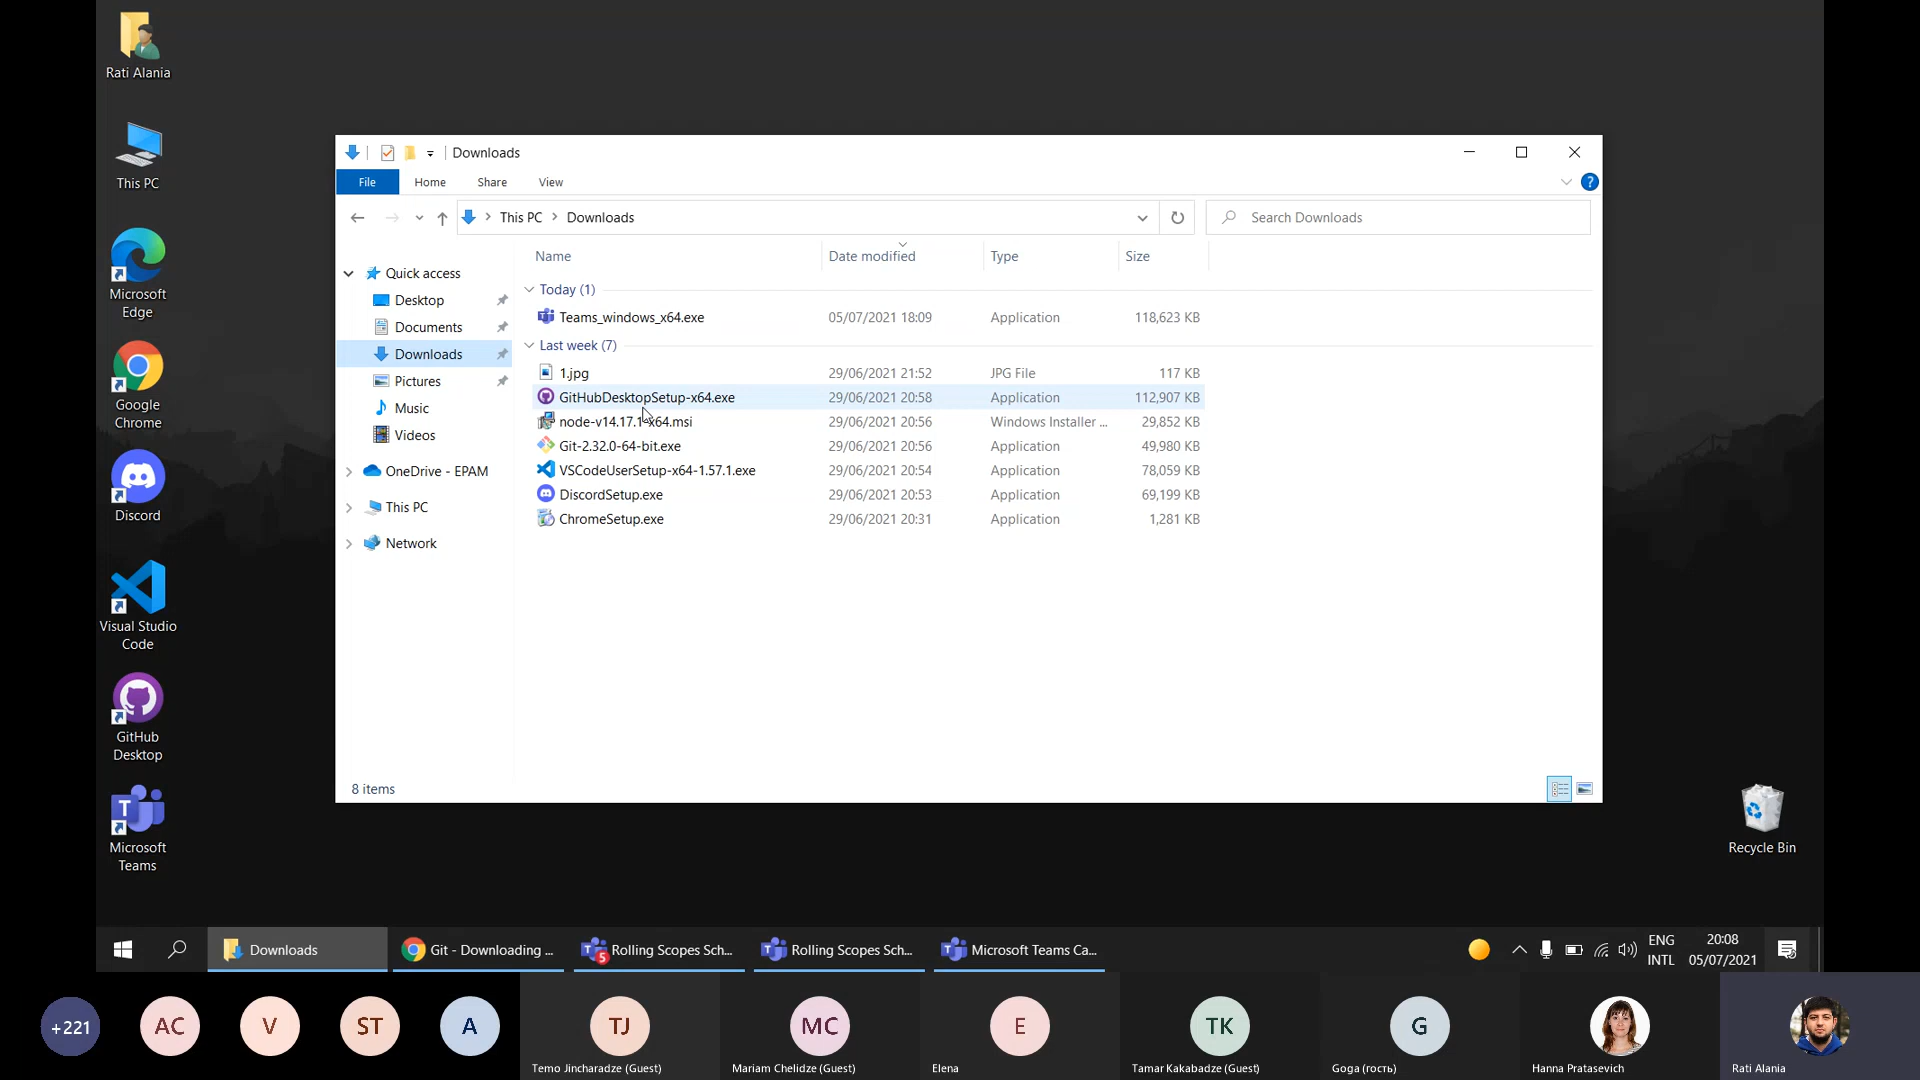 Rati Alania
This PC
Microsoft
Edge
Google
Chrome
Discord
Visual Studio
Code
GitHub
Desktop
T
Microsoft
Teams
Downloads
File
Home
Share
View
?
This PC
Downloads
Search Downloads
Quick access
Desktop
Documents
Downloads
Pictures
Music
Videos
OneDrive - EPAM
This PC
Network
Name
Date modified
Type
Size
Today (1)
Teams_windows_x64.exe
05/07/2021 18:09
Application
118,623 KB
Last week (7)
1.jpg
29/06/2021 21:52
JPG File
117 KB
GitHubDesktopSetup-x64.exe
29/06/2021 20:58
Application
112,907 KB
node-v14.17.1-x64.msi
29/06/2021 20:56
Windows Installer ...
29,852 KB
Git-2.32.0-64-bit.exe
29/06/2021 20:56
Application
49,980 KB
VSCodeUserSetup-x64-1.57.1.exe
29/06/2021 20:54
Application
78,059 KB
DiscordSetup.exe
29/06/2021 20:53
Application
69,199 KB
ChromeSetup.exe
29/06/2021 20:31
Application
1,281 KB
8 items
Recycle Bin
Downloads
Git - Downloading ...
5
Rolling Scopes Sch...
Rolling Scopes Sch...
Microsoft Teams Ca...
ENG
INTL
20:08
05/07/2021
+221
AC
V
ST
A
TJ
Temo Jincharadze (Guest)
MC
Mariam Chelidze (Guest)
E
Elena
TK
Tamar Kakabadze (Guest)
G
Goga (гость)
Hanna Pratasevich
Rati Alania